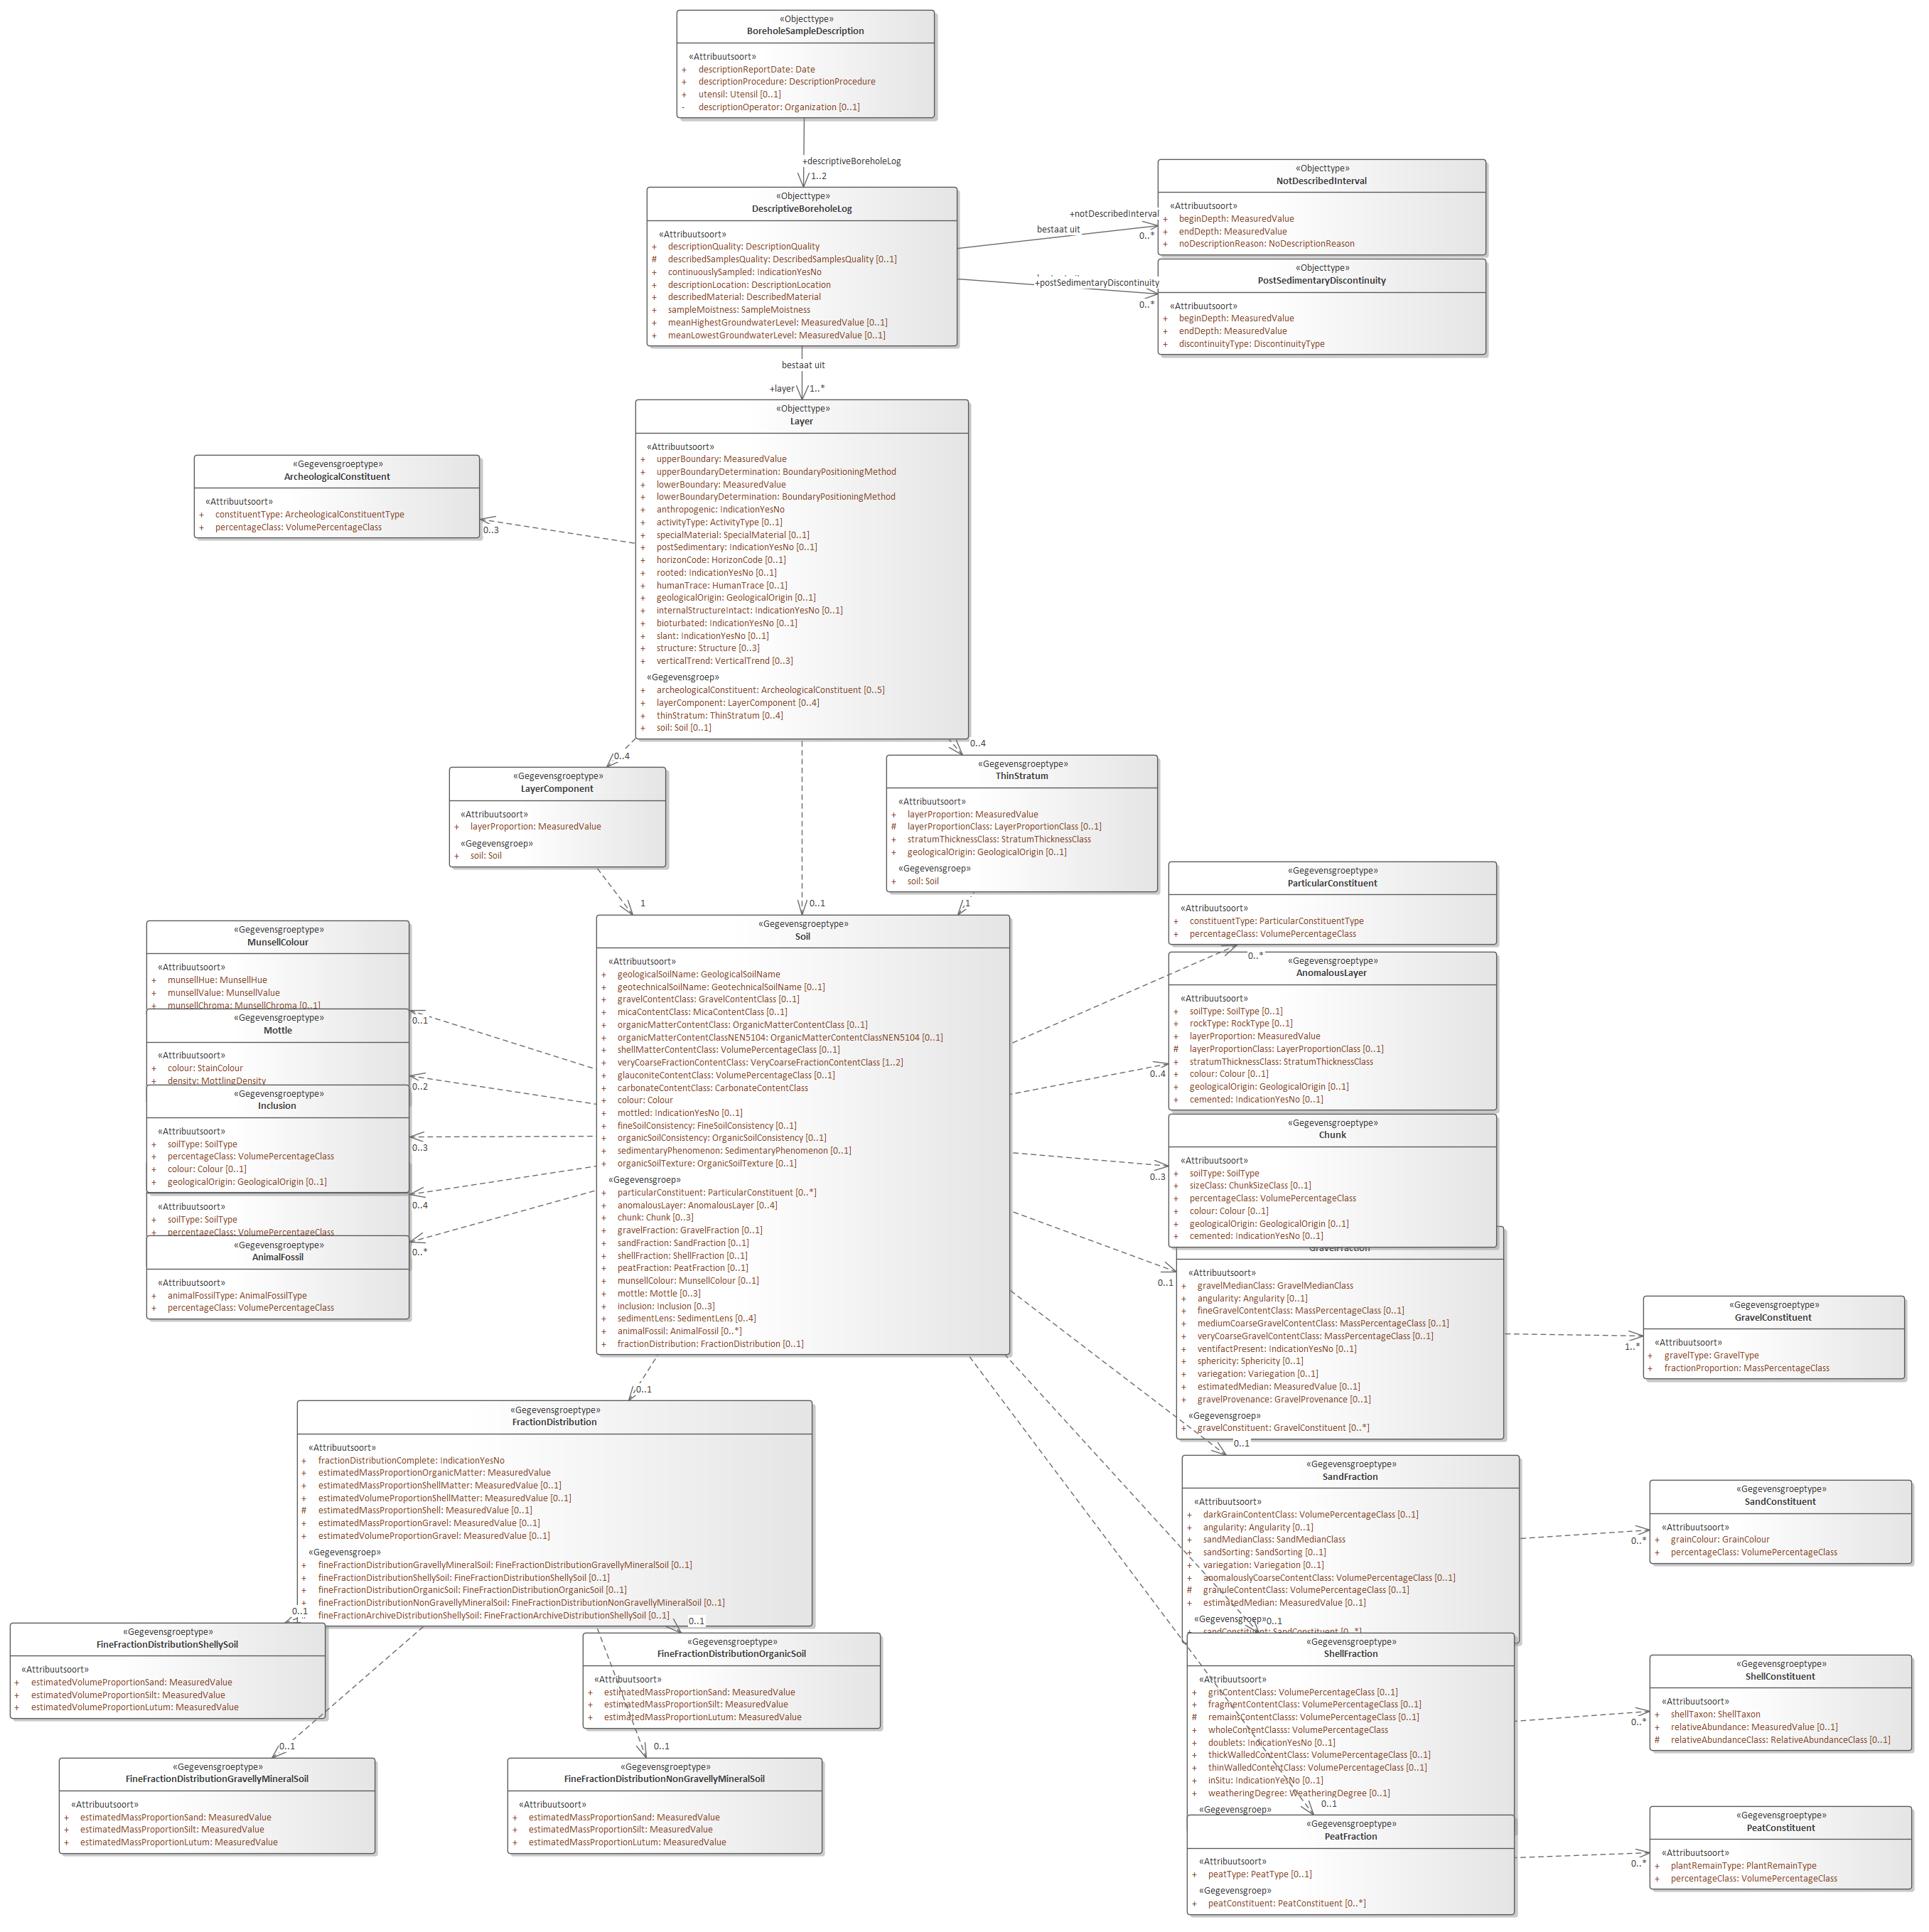 «Objecttype»
BoreholeSampleDescription
«Attribuutsoort»
+ descriptionReportDate: Date
+ descriptionProcedure: DescriptionProcedure
+ utensil: Utensil [0..1]
- descriptionOperator: Organization [0..1]
+descriptiveBoreholeLog
1..2
«Objecttype»
DescriptiveBoreholeLog
«Attribuutsoort»
+ descriptionQuality: DescriptionQuality
# describedSamplesQuality: DescribedSamplesQuality [0..1]
+ continuouslySampled: IndicationYesNo
+ descriptionLocation: DescriptionLocation
+ describedMaterial: DescribedMaterial
+ sampleMoistness: SampleMoistness
+ meanHighestGroundwaterLevel: MeasuredValue [0..1]
+ meanLowestGroundwaterLevel: MeasuredValue [0..1]
+notDescribedInterval
bestaat uit
0..*
«Objecttype»
NotDescribedInterval
«Attribuutsoort»
+ beginDepth: MeasuredValue
+ endDepth: MeasuredValue
+ noDescriptionReason: NoDescriptionReason
+postSedimentaryDiscontinuity
0..*
«Objecttype»
PostSedimentaryDiscontinuity
«Attribuutsoort»
+ beginDepth: MeasuredValue
+ endDepth: MeasuredValue
+ discontinuityType: DiscontinuityType
bestaat uit
+layer 1..*
«Objecttype»
Layer
«Attribuutsoort»
+ upperBoundary: MeasuredValue
+ upperBoundaryDetermination: BoundaryPositioningMethod
+ lowerBoundary: MeasuredValue
+ lowerBoundaryDetermination: BoundaryPositioningMethod
+ anthropogenic: IndicationYesNo
+ activityType: ActivityType [0..1]
+ specialMaterial: SpecialMaterial [0..1]
+ postSedimentary: IndicationYesNo [0..1]
+ horizonCode: HorizonCode [0..1]
+ rooted: IndicationYesNo [0..1]
+ humanTrace: HumanTrace [0..1]
+ geologicalOrigin: GeologicalOrigin [0..1]
+ internalStructureIntact: IndicationYesNo [0..1]
+ bioturbated: IndicationYesNo [0..1]
+ slant: IndicationYesNo [0..1]
+ structure: Structure [0..3]
+ verticalTrend: VerticalTrend [0..3]
«Gegevensgroep»
+ archeologicalConstituent: ArcheologicalConstituent [0..5]
+ layerComponent: LayerComponent [0..4]
+ thinStratum: ThinStratum [0..4]
+ soil: Soil [0..1]
«Gegevensgroeptype»
ArcheologicalConstituent
«Attribuutsoort»
+ constituentType: ArcheologicalConstituentType
+ percentageClass: VolumePercentageClass
0..3
0..4
«Gegevensgroeptype»
LayerComponent
«Attribuutsoort»
+ layerProportion: MeasuredValue
«Gegevensgroep»
+ soil: Soil
1
0..1
0..4
«Gegevensgroeptype»
ThinStratum
«Attribuutsoort»
+ layerProportion: MeasuredValue
# layerProportionClass: LayerProportionClass [0..1]
+ stratumThicknessClass: StratumThicknessClass
+ geologicalOrigin: GeologicalOrigin [0..1]
«Gegevensgroep»
+ soil: Soil
1
«Gegevensgroeptype»
Soil
«Attribuutsoort»
+ geologicalSoilName: GeologicalSoilName
+ geotechnicalSoilName: GeotechnicalSoilName [0..1]
+ gravelContentClass: GravelContentClass [0..1]
+ micaContentClass: MicaContentClass [0..1]
+ organicMatterContentClass: OrganicMatterContentClass [0..1]
+ organicMatterContentClassNEN5104: OrganicMatterContentClassNEN5104 [0..1]
+ shellMatterContentClass: VolumePercentageClass [0..1]
+ veryCoarseFractionContentClass: VeryCoarseFractionContentClass [1..2]
+ glauconiteContentClass: VolumePercentageClass [0..1]
+ carbonateContentClass: CarbonateContentClass
+ colour: Colour
+ mottled: IndicationYesNo [0..1]
+ fineSoilConsistency: FineSoilConsistency [0..1]
+ organicSoilConsistency: OrganicSoilConsistency [0..1]
+ sedimentaryPhenomenon: SedimentaryPhenomenon [0..1]
+ organicSoilTexture: OrganicSoilTexture [0..1]
«Gegevensgroep»
+ particularConstituent: ParticularConstituent [0..*]
+ anomalousLayer: AnomalousLayer [0..4]
+ chunk: Chunk [0..3]
+ gravelFraction: GravelFraction [0..1]
+ sandFraction: SandFraction [0..1]
+ shellFraction: ShellFraction [0..1]
+ peatFraction: PeatFraction [0..1]
+ munsellColour: MunsellColour [0..1]
+ mottle: Mottle [0..3]
+ inclusion: Inclusion [0..3]
+ sedimentLens: SedimentLens [0..4]
+ animalFossil: AnimalFossil [0..*]
+ fractionDistribution: FractionDistribution [0..1]
«Gegevensgroeptype»
MunsellColour
«Attribuutsoort»
+ munsellHue: MunsellHue
+ munsellValue: MunsellValue
+ munsellChroma: MunsellChroma [0..1]
0..1
«Gegevensgroeptype»
Mottle
«Attribuutsoort»
+ colour: StainColour
+ density: MottlingDensity
0..2
«Gegevensgroeptype»
Inclusion
«Attribuutsoort»
+ soilType: SoilType
+ percentageClass: VolumePercentageClass
+ colour: Colour [0..1]
+ geologicalOrigin: GeologicalOrigin [0..1]
0..3
0..4
«Attribuutsoort»
+ soilType: SoilType
+ percentageClass: VolumePercentageClass
0..*
«Gegevensgroeptype»
AnimalFossil
«Attribuutsoort»
+ animalFossilType: AnimalFossilType
+ percentageClass: VolumePercentageClass
«Gegevensgroeptype»
ParticularConstituent
«Attribuutsoort»
+ constituentType: ParticularConstituentType
+ percentageClass: VolumePercentageClass
0..*
«Gegevensgroeptype»
AnomalousLayer
«Attribuutsoort»
+ soilType: SoilType [0..1]
+ rockType: RockType [0..1]
+ layerProportion: MeasuredValue
# layerProportionClass: LayerProportionClass [0..1]
+ stratumThicknessClass: StratumThicknessClass
+ colour: Colour [0..1]
+ geologicalOrigin: GeologicalOrigin [0..1]
+ cemented: IndicationYesNo [0..1]
0..4
«Gegevensgroeptype»
Chunk
«Attribuutsoort»
+ soilType: SoilType
+ sizeClass: ChunkSizeClass [0..1]
+ percentageClass: VolumePercentageClass
+ colour: Colour [0..1]
+ geologicalOrigin: GeologicalOrigin [0..1]
+ cemented: IndicationYesNo [0..1]
0..3
GravelFraction
«Attribuutsoort»
+ gravelMedianClass: GravelMedianClass
+ angularity: Angularity [0..1]
+ fineGravelContentClass: MassPercentageClass [0..1]
+ mediumCoarseGravelContentClass: MassPercentageClass [0..1]
+ veryCoarseGravelContentClass: MassPercentageClass [0..1]
+ ventifactPresent: IndicationYesNo [0..1]
+ sphericity: Sphericity [0..1]
+ variegation: Variegation [0..1]
+ estimatedMedian: MeasuredValue [0..1]
+ gravelProvenance: GravelProvenance [0..1]
«Gegevensgroep»
+ gravelConstituent: GravelConstituent [0..*]
0..1
«Gegevensgroeptype»
GravelConstituent
«Attribuutsoort»
+ gravelType: GravelType
+ fractionProportion: MassPercentageClass
1..*
0..1
«Gegevensgroeptype»
SandFraction
«Attribuutsoort»
+ darkGrainContentClass: VolumePercentageClass [0..1]
+ angularity: Angularity [0..1]
+ sandMedianClass: SandMedianClass
+ sandSorting: SandSorting [0..1]
+ variegation: Variegation [0..1]
+ anomalouslyCoarseContentClass: VolumePercentageClass [0..1]
# granuleContentClass: VolumePercentageClass [0..1]
+ estimatedMedian: MeasuredValue [0..1]
«Gegevensgroep»
sandConstituent: SandConstituent [0..*]
0..1
«Gegevensgroeptype»
SandConstituent
«Attribuutsoort»
+ grainColour: GrainColour
+ percentageClass: VolumePercentageClass
0..*
«Gegevensgroeptype»
ShellFraction
«Attribuutsoort»
+ gritContentClass: VolumePercentageClass [0..1]
+ fragmentContentClass: VolumePercentageClass [0..1]
# remainsContentClasss: VolumePercentageClasss [0..1]
+ wholeContentClasss: VolumePercentageClass
+ doublets: IndicationYesNo [0..1]
+ thickWalledContentClass: VolumePercentageClass [0..1]
+ thinWalledContentClass: VolumePercentageClass [0..1]
+ inSitu: IndicationYesNo [0..1]
+ weatheringDegree: WeatheringDegree [0..1]
«Gegevensgroep»
0..1
«Gegevensgroeptype»
ShellConstituent
«Attribuutsoort»
+ shellTaxon: ShellTaxon
+ relativeAbundance: MeasuredValue [0..1]
# relativeAbundanceClass: RelativeAbundanceClass [0..1]
0..*
«Gegevensgroeptype»
PeatFraction
«Attribuutsoort»
+ peatType: PeatType [0..1]
«Gegevensgroep»
+ peatConstituent: PeatConstituent [0..*]
«Gegevensgroeptype»
PeatConstituent
«Attribuutsoort»
+ plantRemainType: PlantRemainType
+ percentageClass: VolumePercentageClass
0..*
0..1
«Gegevensgroeptype»
FractionDistribution
«Attribuutsoort»
+ fractionDistributionComplete: IndicationYesNo
+ estimatedMassProportionOrganicMatter: MeasuredValue
+ estimatedMassProportionShellMatter: MeasuredValue [0..1]
+ estimatedVolumeProportionShellMatter: MeasuredValue [0..1]
# estimatedMassProportionShell: MeasuredValue [0..1]
+ estimatedMassProportionGravel: MeasuredValue [0..1]
+ estimatedVolumeProportionGravel: MeasuredValue [0..1]
«Gegevensgroep»
+ fineFractionDistributionGravellyMineralSoil: FineFractionDistributionGravellyMineralSoil [0..1]
+ fineFractionDistributionShellySoil: FineFractionDistributionShellySoil [0..1]
+ fineFractionDistributionOrganicSoil: FineFractionDistributionOrganicSoil [0..1]
+ fineFractionDistributionNonGravellyMineralSoil: FineFractionDistributionNonGravellyMineralSoil [0..1]
fineFractionArchiveDistributionShellySoil: FineFractionArchiveDistributionShellySoil [0..1]
0..1
«Gegevensgroeptype»
FineFractionDistributionShellySoil
«Attribuutsoort»
+ estimatedVolumeProportionSand: MeasuredValue
+ estimatedVolumeProportionSilt: MeasuredValue
+ estimatedVolumeProportionLutum: MeasuredValue
0..1
«Gegevensgroeptype»
FineFractionDistributionOrganicSoil
«Attribuutsoort»
+ estimatedMassProportionSand: MeasuredValue
+ estimatedMassProportionSilt: MeasuredValue
+ estimatedMassProportionLutum: MeasuredValue
0..1
«Gegevensgroeptype»
FineFractionDistributionGravellyMineralSoil
«Attribuutsoort»
+ estimatedMassProportionSand: MeasuredValue
+ estimatedMassProportionSilt: MeasuredValue
+ estimatedMassProportionLutum: MeasuredValue
0..1
«Gegevensgroeptype»
FineFractionDistributionNonGravellyMineralSoil
«Attribuutsoort»
+ estimatedMassProportionSand: MeasuredValue
+ estimatedMassProportionSilt: MeasuredValue
+ estimatedMassProportionLutum: MeasuredValue